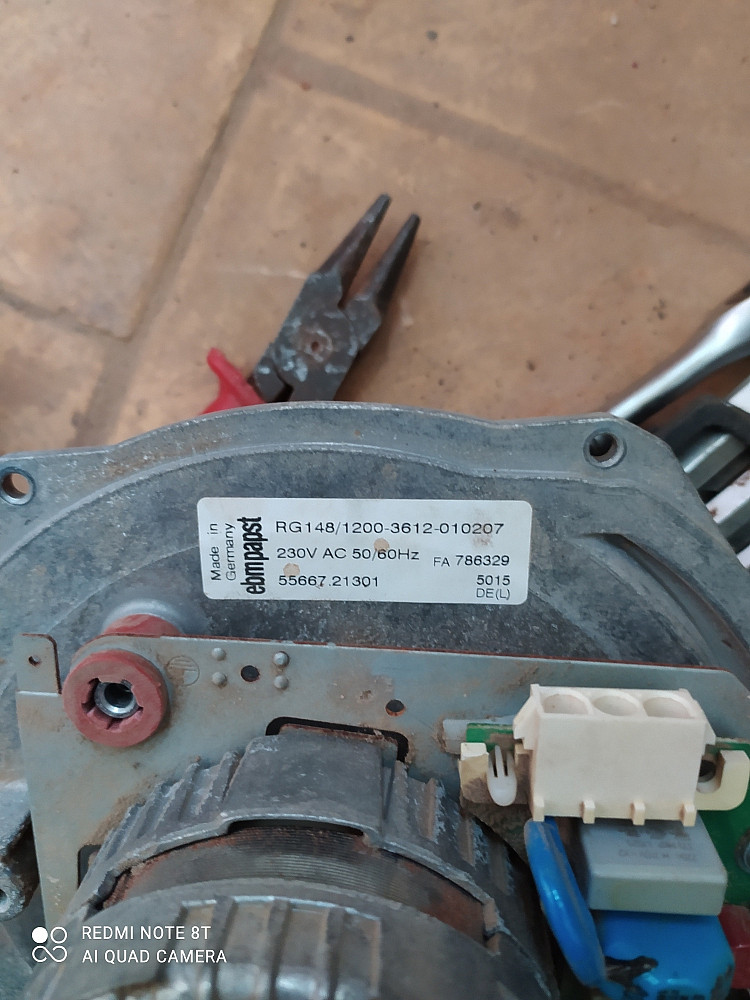 Made in
Germany
ebmpapst
RG148/1200-3612-010207
230V AC 50/60Hz
FA 786329
55667.21301
5015
DE(L)
REDMI NOTE 8T
AI QUAD CAMERA